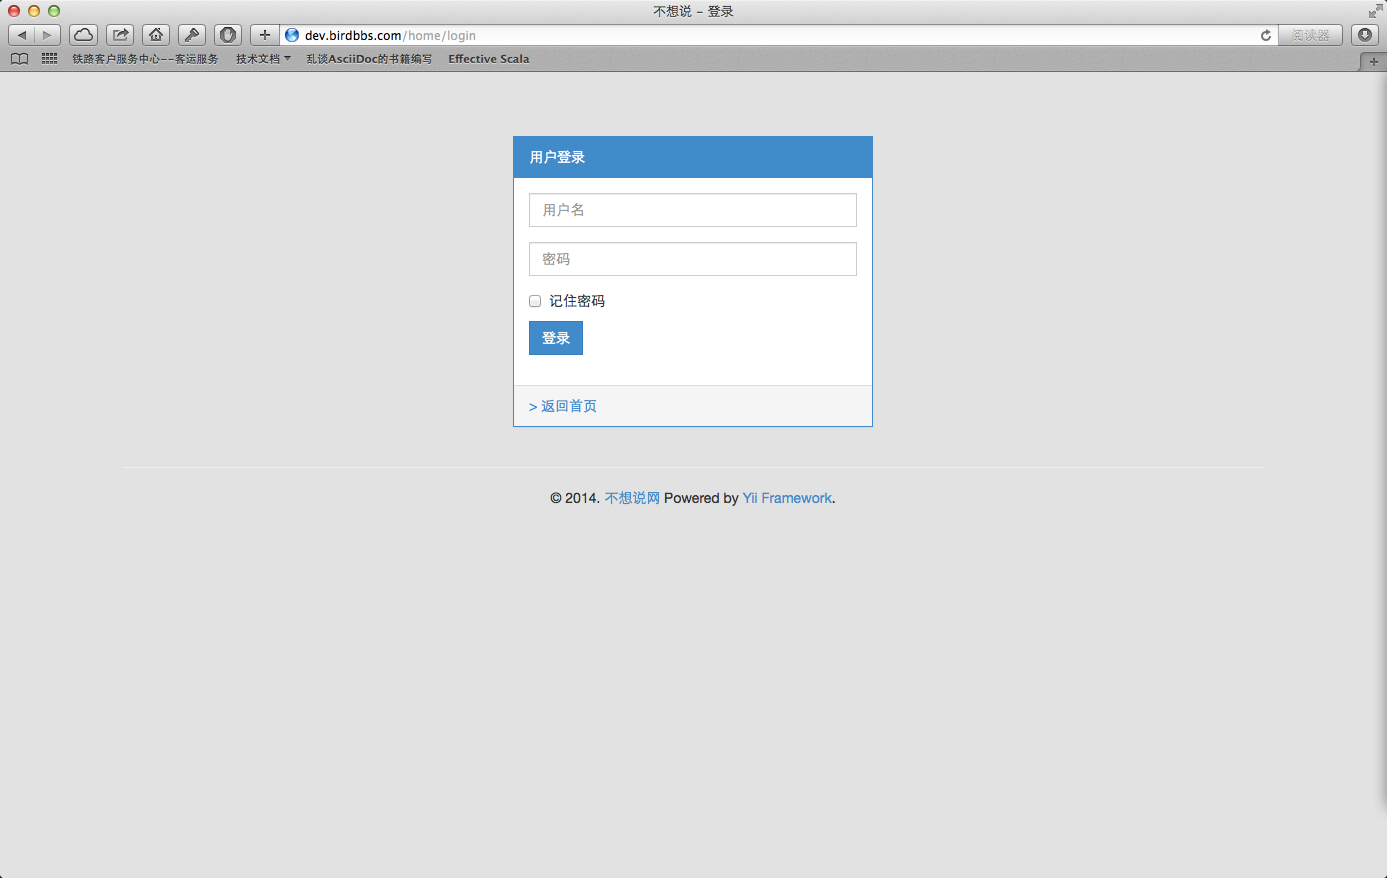 不想说 – 登录
dev.birdbbs.com/home/login
阅读器
铁路客户服务中心--客运服务 技术文档 乱谈AsciiDoc的书籍编写 Effective Scala
用户登录
用户名
密码
记住密码
登录
> 返回首页
© 2014. 不想说网 Powered by Yii Framework.